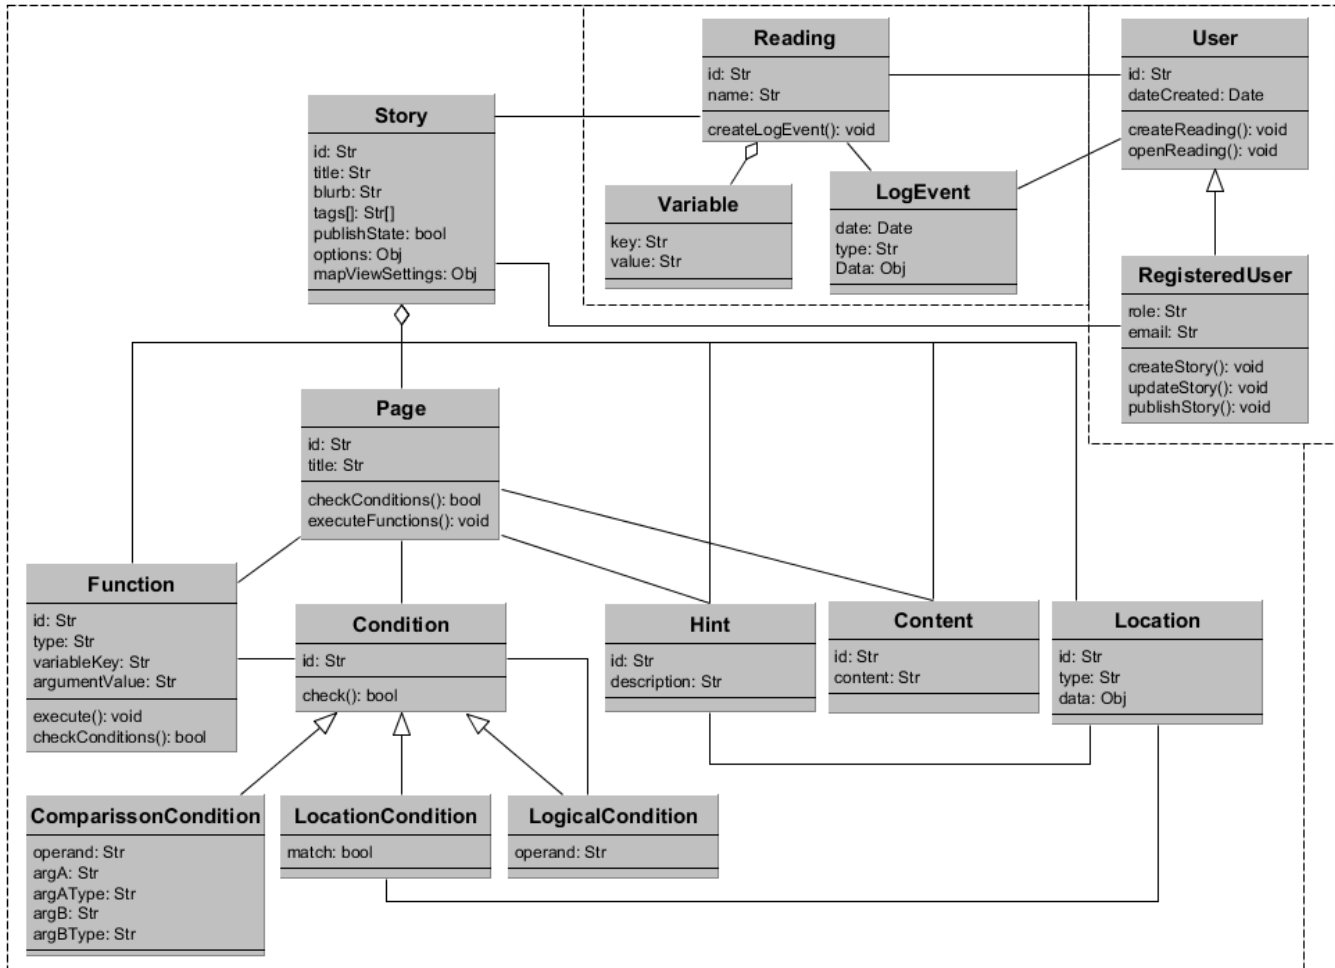 Reading
id: Str
name: Str
createLogEvent(): void
User
id: Str
dateCreated: Date
createReading(): void
openReading(): void
Story
id: Str
title: Str
blurb: Str
tags[]: Str[]
publishState: bool
options: Obj
mapViewSettings: Obj
Variable
key: Str
value: Str
LogEvent
date: Date
type: Str
Data: Obj
RegisteredUser
role: Str
email: Str
createStory(): void
updateStory(): void
publishStory(): void
Page
id: Str
title: Str
checkConditions(): bool
executeFunctions(): void
Function
id: Str
type: Str
variableKey: Str
argumentValue: Str
execute(): void
checkConditions(): bool
Condition
id: Str
check(): bool
Hint
id: Str
description: Str
Content
id: Str
content: Str
Location
id: Str
type: Str
data: Obj
ComparissonCondition
operand: Str
argA: Str
argAType: Str
argB: Str
argBType: Str
LocationCondition
match: bool
LogicalCondition
operand: Str